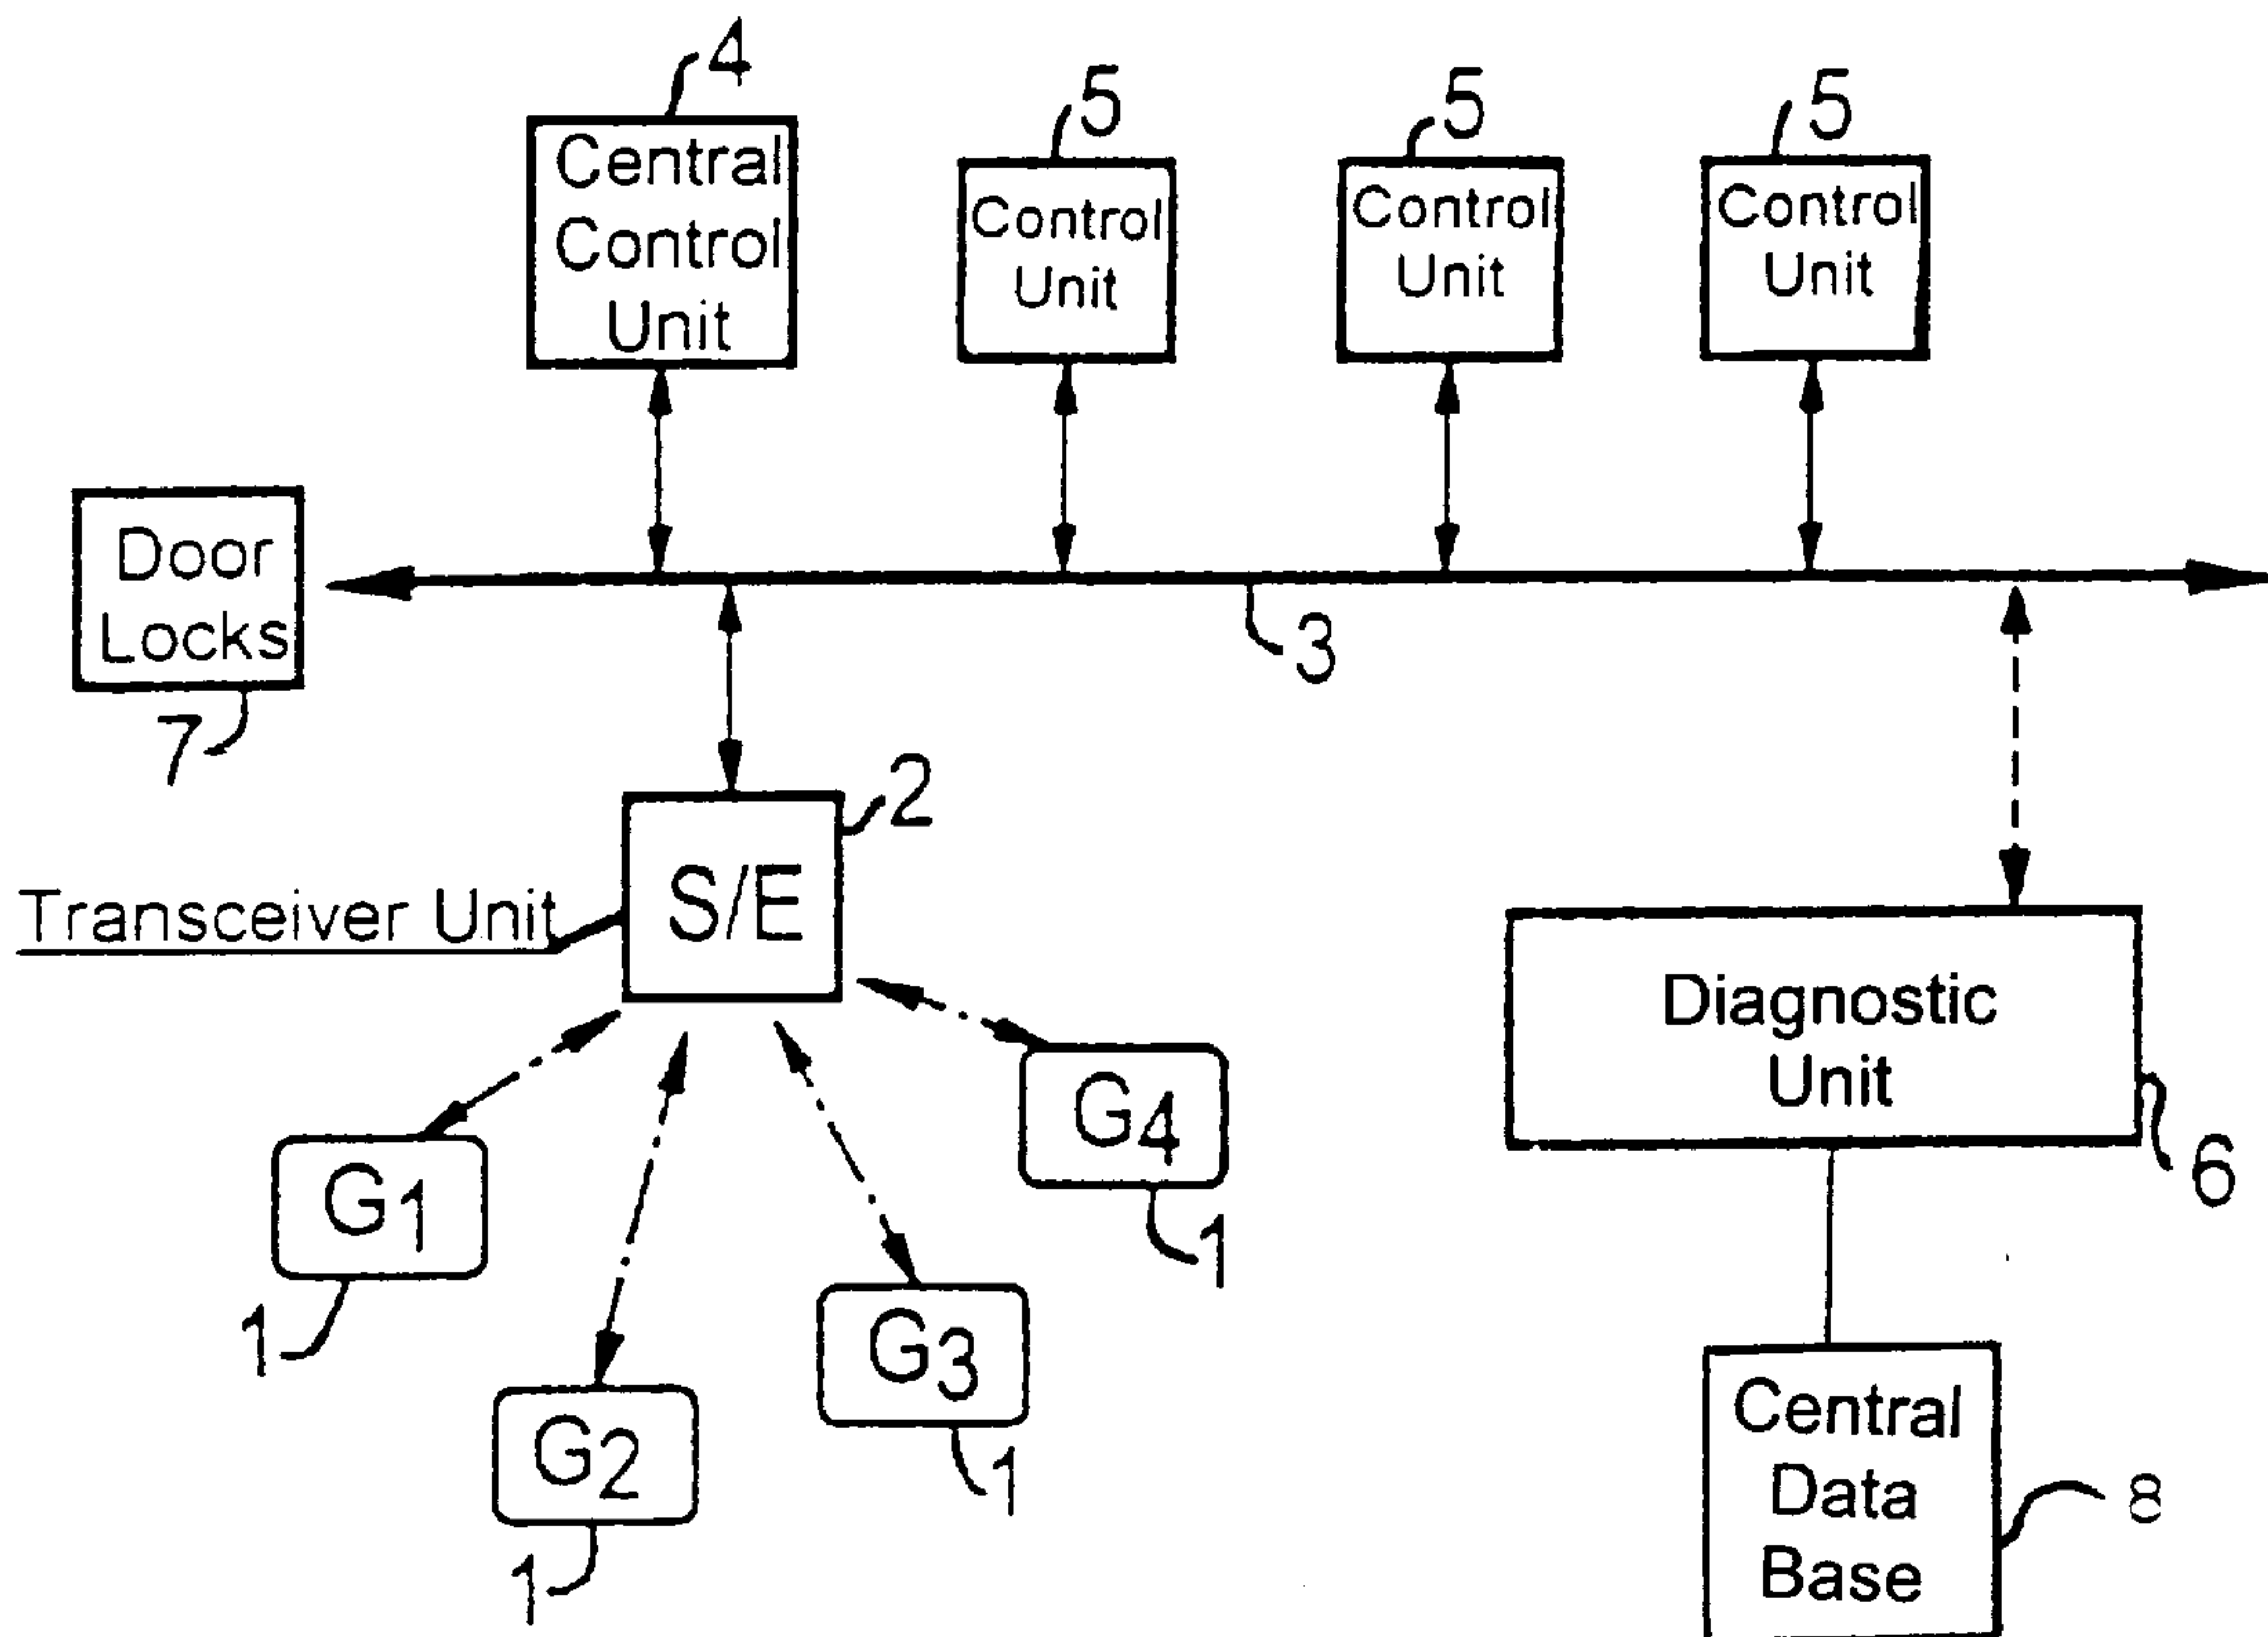 4
5
5
5
Central
Control
Unit
Control
Unit
Control
Unit
Control
Unit
Door
Locks
7
3
2
S/E
Transceiver Unit
Diagnostic
Unit
6
G1
1
G2
1
G3
1
G4
1
Central
Data
Base
8